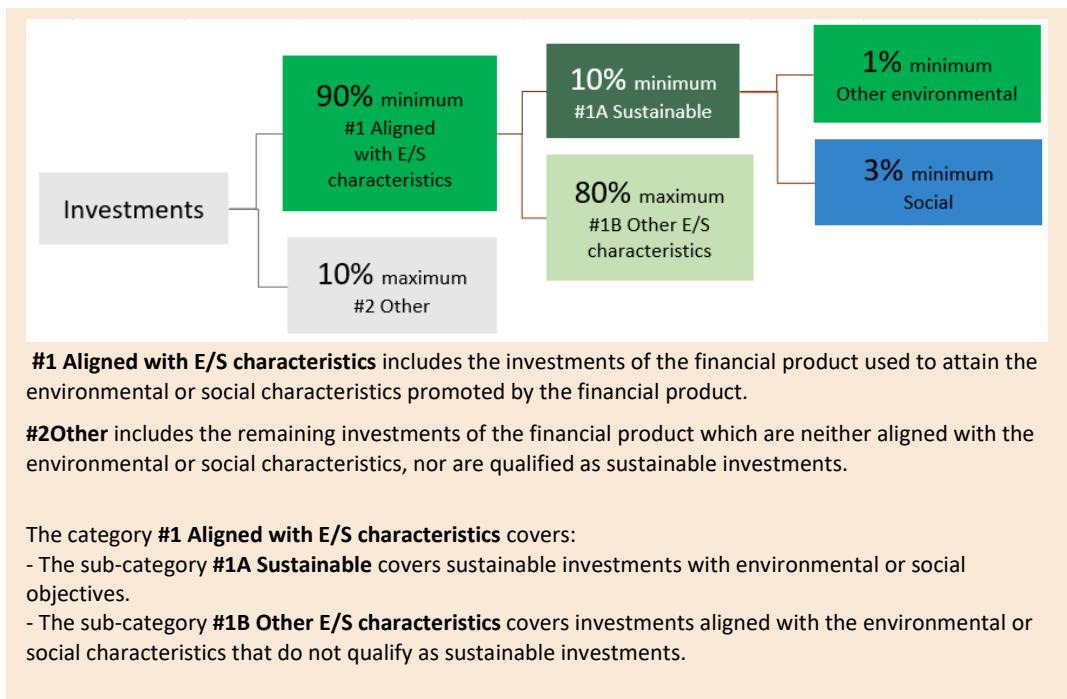 Investments
90% minimum
#1 Aligned
with E/S
characteristics
10% maximum
#2 Other
10% minimum
#1A Sustainable
80% maximum
#1B Other E/S
characteristics
1% minimum
Other environmental
3% minimum
Social
#1 Aligned with E/S characteristics includes the investments of the financial product used to attain the
environmental or social characteristics promoted by the financial product.
#2Other includes the remaining investments of the financial product which are neither aligned with the
environmental or social characteristics, nor are qualified as sustainable investments.
The category #1 Aligned with E/S characteristics covers:
- The sub-category #1A Sustainable covers sustainable investments with environmental or social
objectives.
- The sub-category #1B Other E/S characteristics covers investments aligned with the environmental or
social characteristics that do not qualify as sustainable investments.